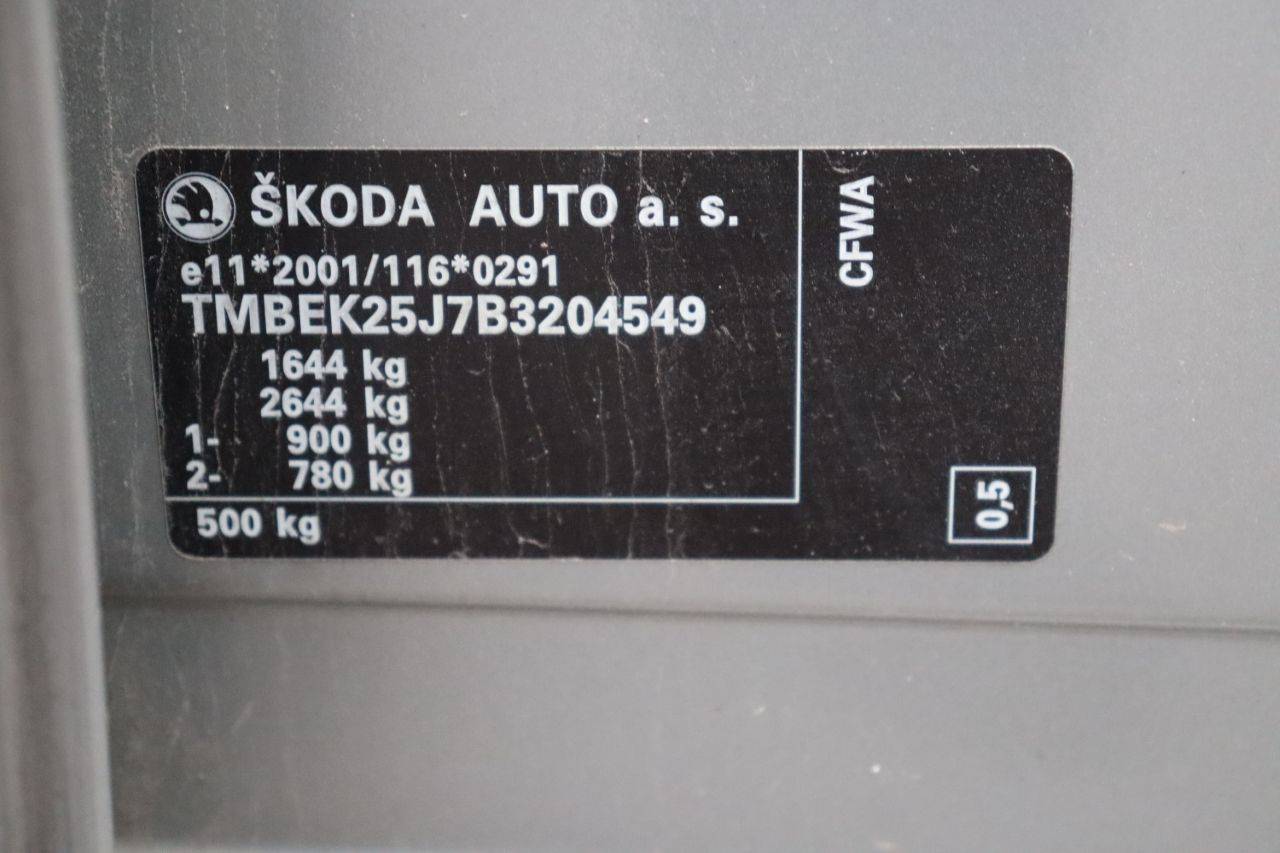 ŠKODA AUTO a. s.
e11*2001/116*0291
TMBEK25J7B3204549
1644 kg
2644 kg
1- 900 kg
2- 780 kg
500 kg
CFWA
0,5